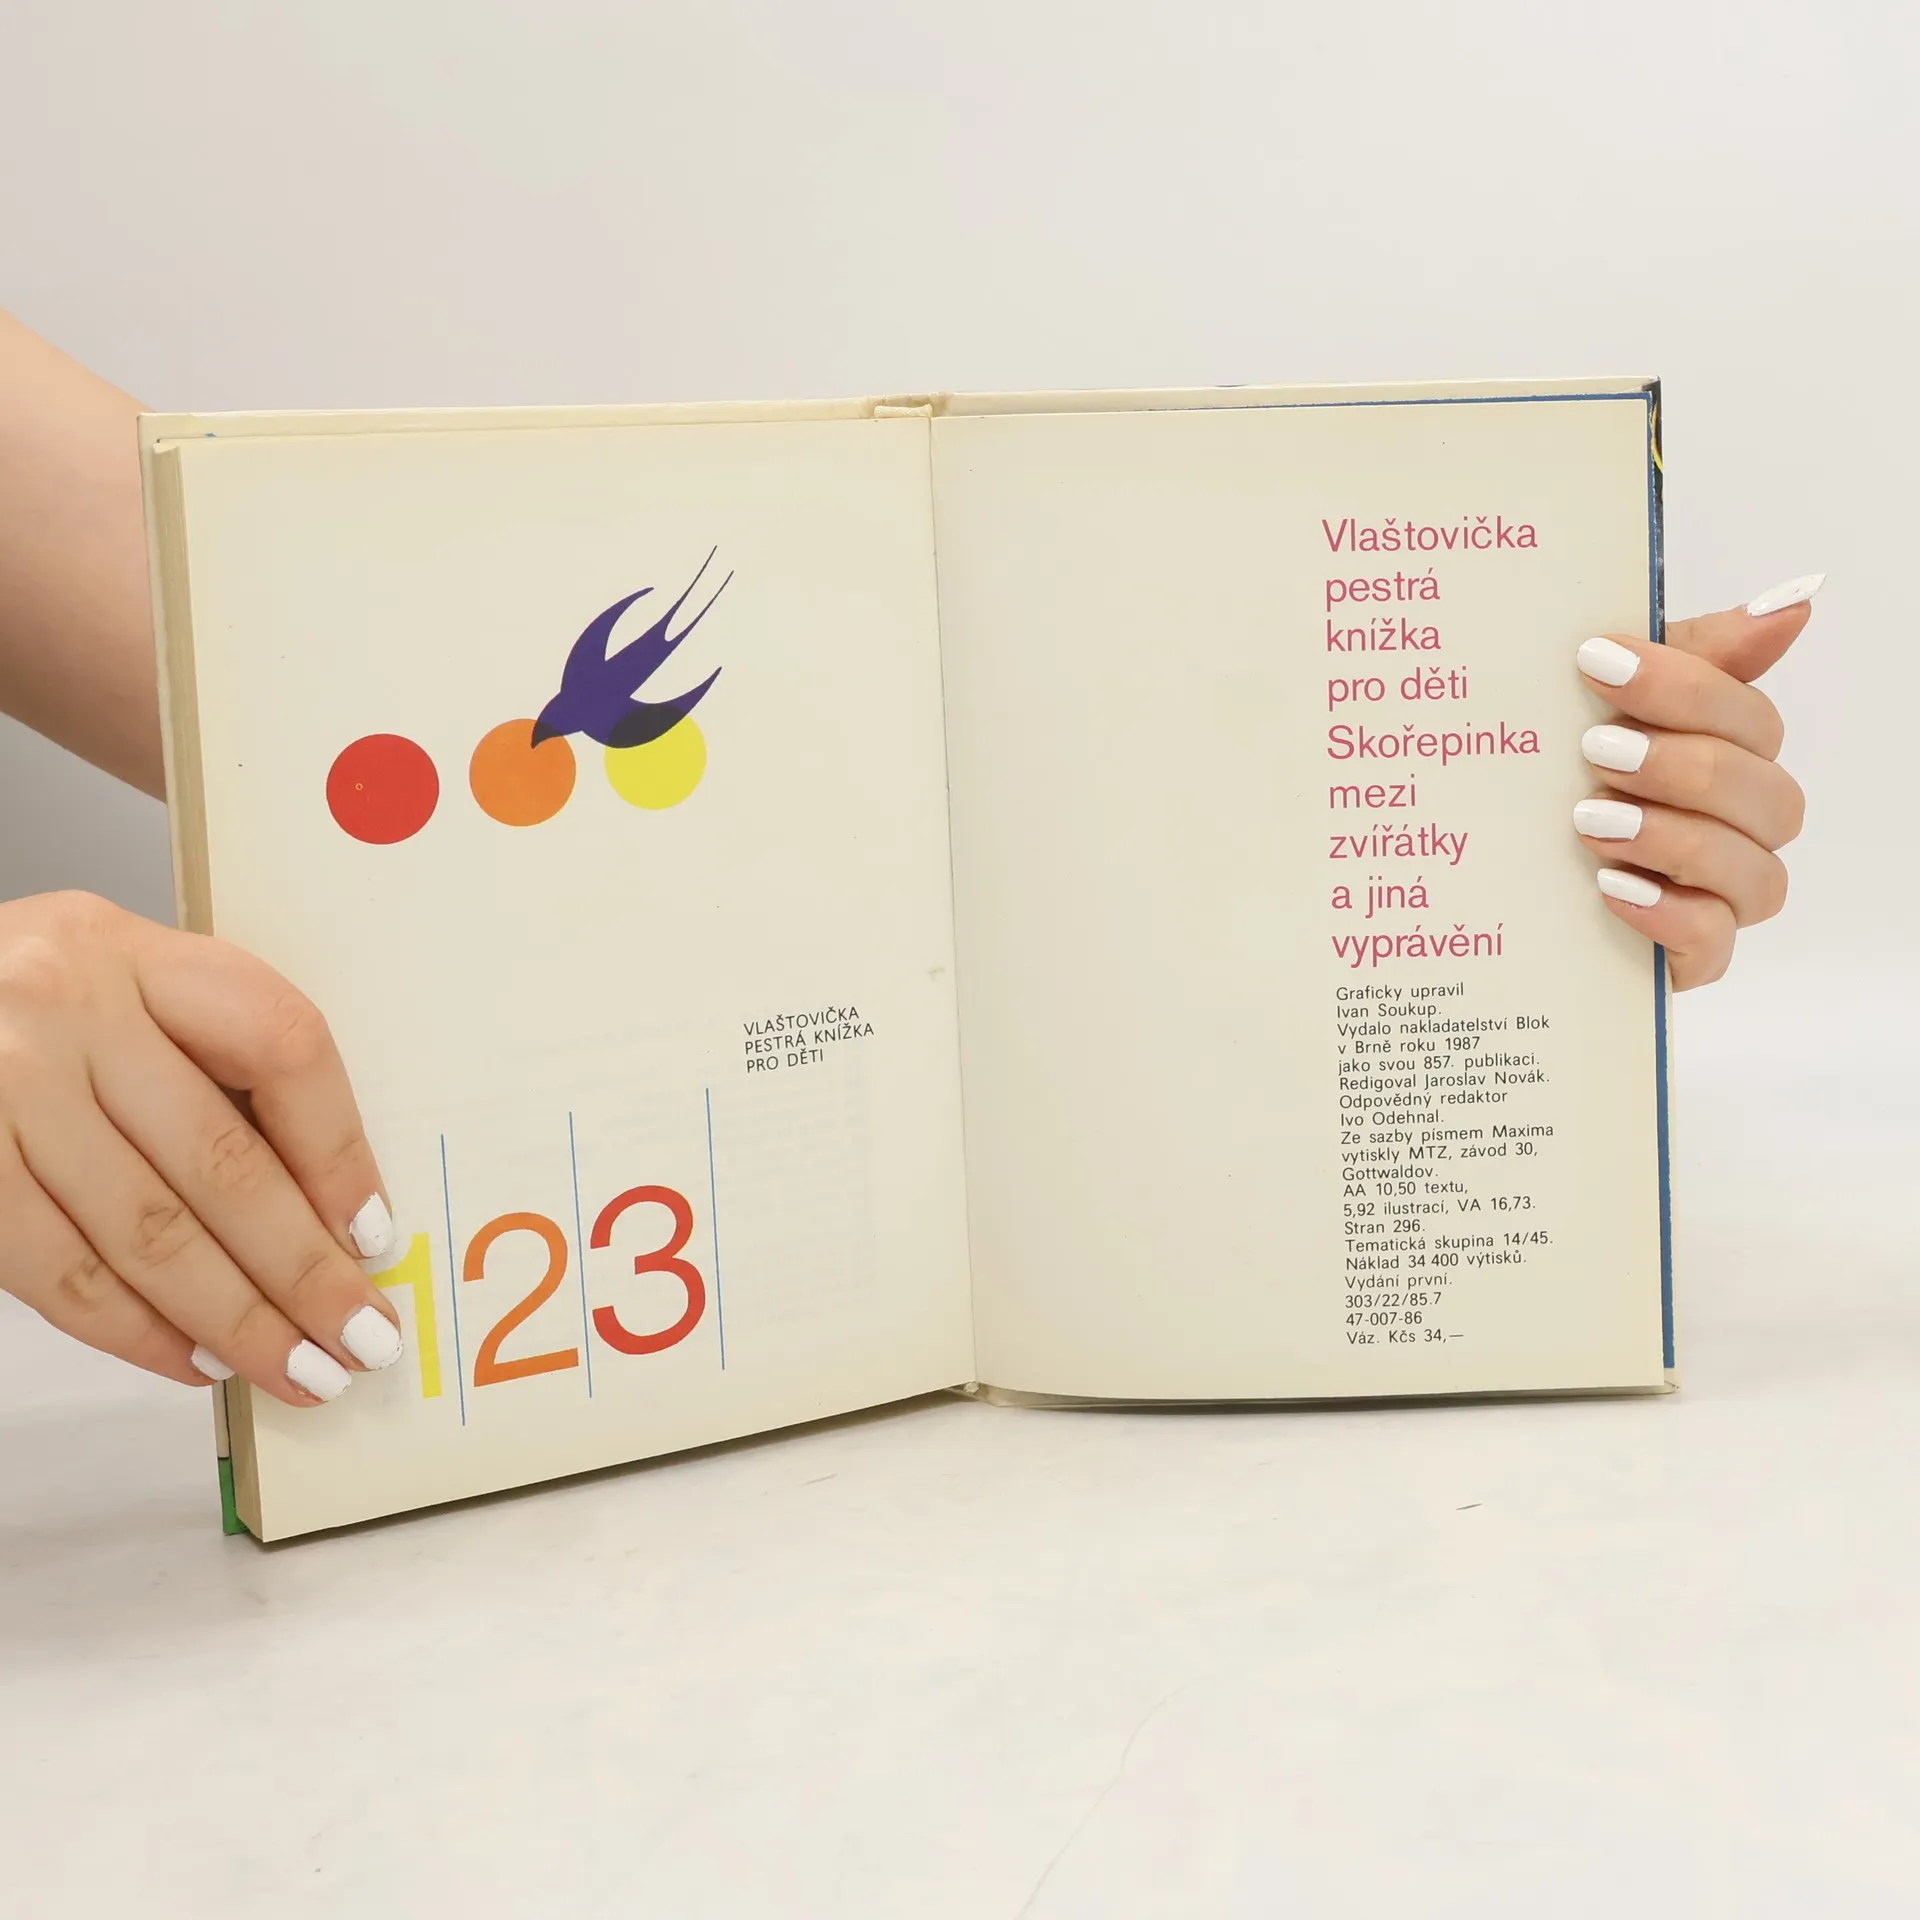 VLAŠTOVIČKA
PESTRÁ KNÍŽKA
PRO DĚTI
123
Vlaštovička
pestrá
knížka
pro děti
Skořepinka
mezi
zvířátky
a jiná
vyprávění
Graficky upravil
Ivan Soukup.
Vydalo nakladatelství Blok
v Brně roku 1987
jako svou 857. publikaci.
Redigoval Jaroslav Novák.
Odpovědný redaktor
Ivo Odehnal.
Ze sazby písmem Maxima
vytiskly MTZ, závod 30,
Gottwaldov.
AA 10,50 textu,
5,92 ilustrací, VA 16,73.
Stran 296.
Tematická skupina 14/45.
Náklad 34 400 výtisků.
Vydání první.
303/22/85.7
47-007-86
Váz. Kčs 34,—